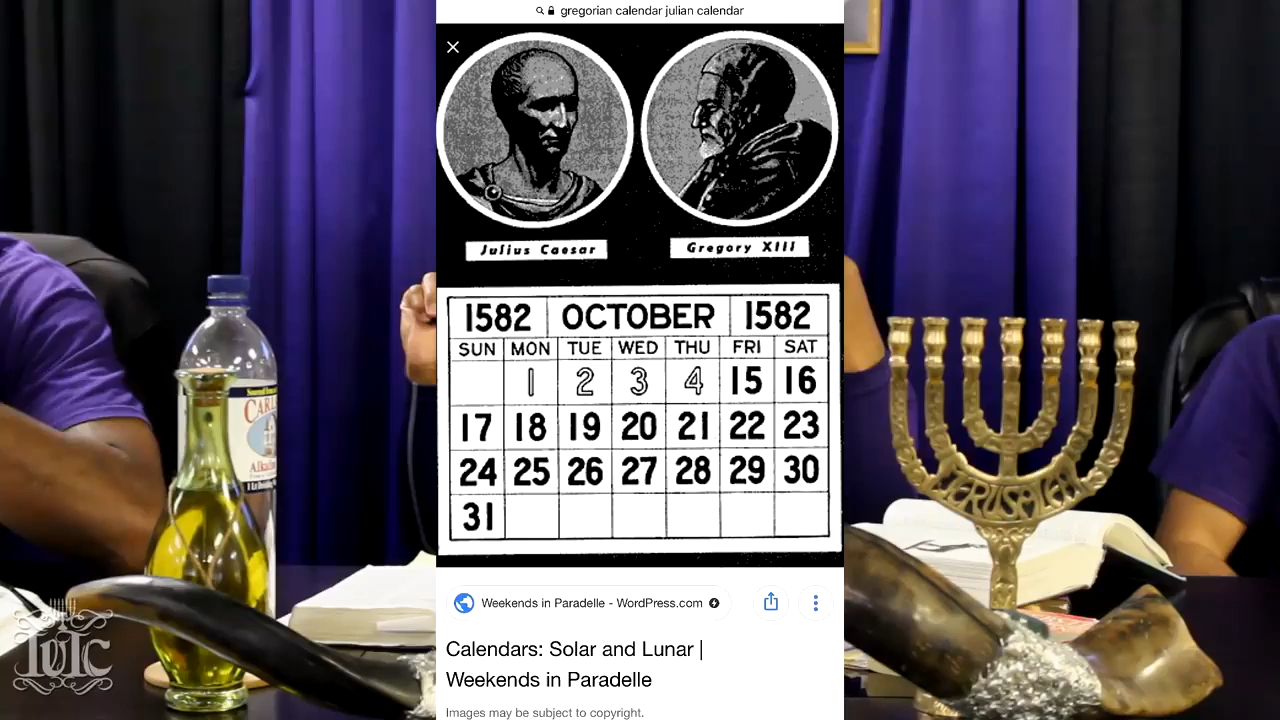 gregorian calendar julian calendar
Julius Caesar
Gregory XIII
1582 OCTOBER 1582
SUN MON TUE WED THU FRI SAT
1 2 3 4 15 16
17 18 19 20 21 22 23
24 25 26 27 28 29 30
31
Weekends in Paradelle - WordPress.com
Calendars: Solar and Lunar |
Weekends in Paradelle
Images may be subject to copyright.
JERUSALEM
IUIC